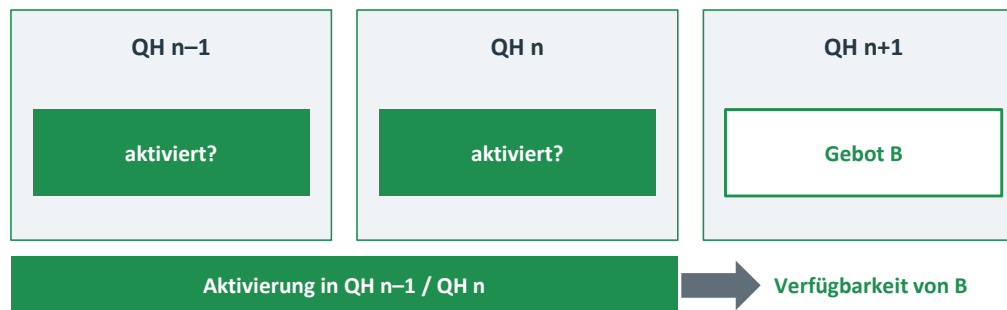 QH n–1
QH n
QH n+1
aktiviert?
aktiviert?
Gebot B
Aktivierung in QH n–1 / QH n
Verfügbarkeit von B